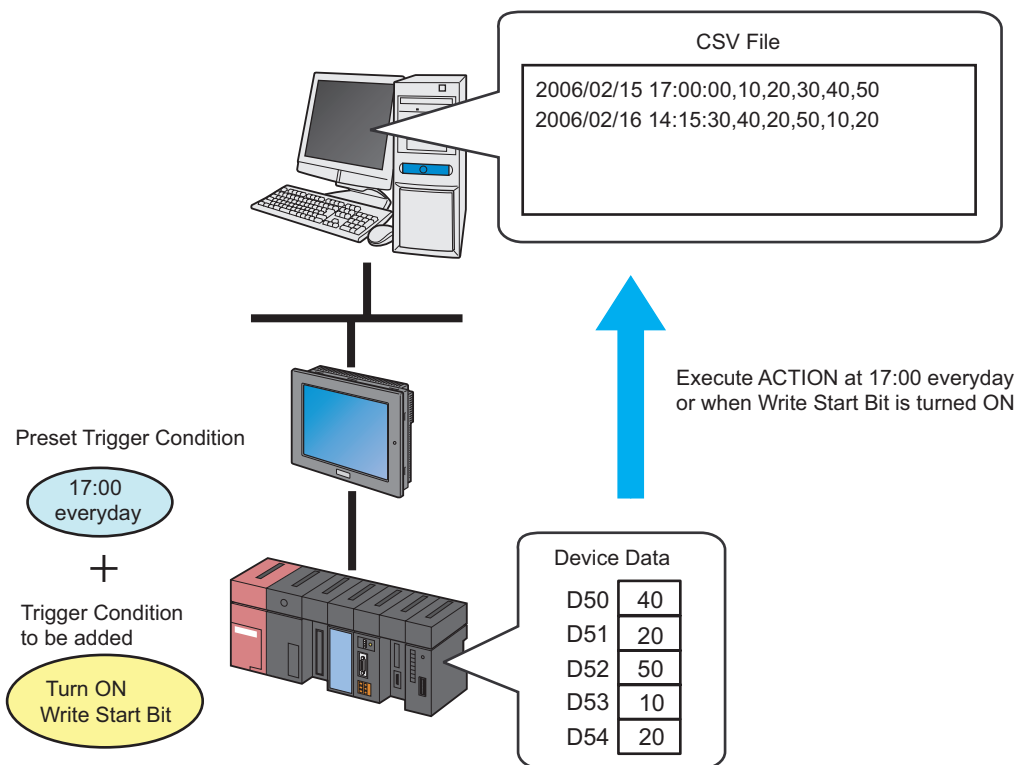 CSV File
2006/02/15 17:00:00,10,20,30,40,50
2006/02/16 14:15:30,40,20,50,10,20
Execute ACTION at 17:00 everyday
or when Write Start Bit is turned ON
Preset Trigger Condition
17:00
everyday
+
Trigger Condition
to be added
Turn ON
Write Start Bit
Device Data
D50 40
D51 20
D52 50
D53 10
D54 20